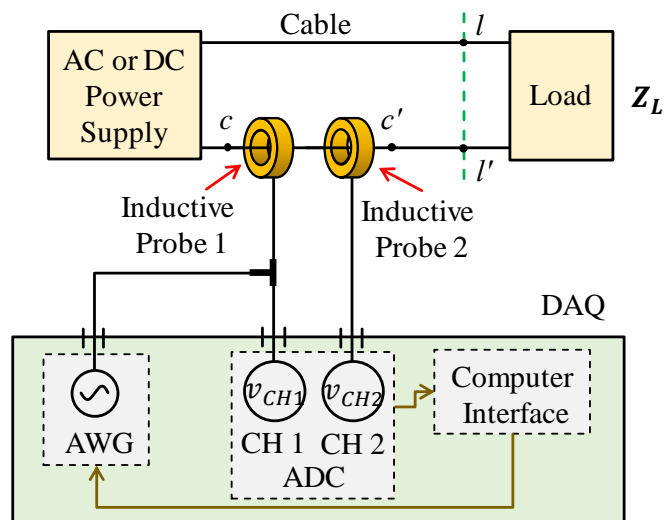 Cable
l
AC or DC
Power
Supply
Load
Z_L
c
c'
l'
Inductive
Probe 1
Inductive
Probe 2
DAQ
v_CH1
v_CH2
Computer
Interface
AWG
CH 1
CH 2
ADC